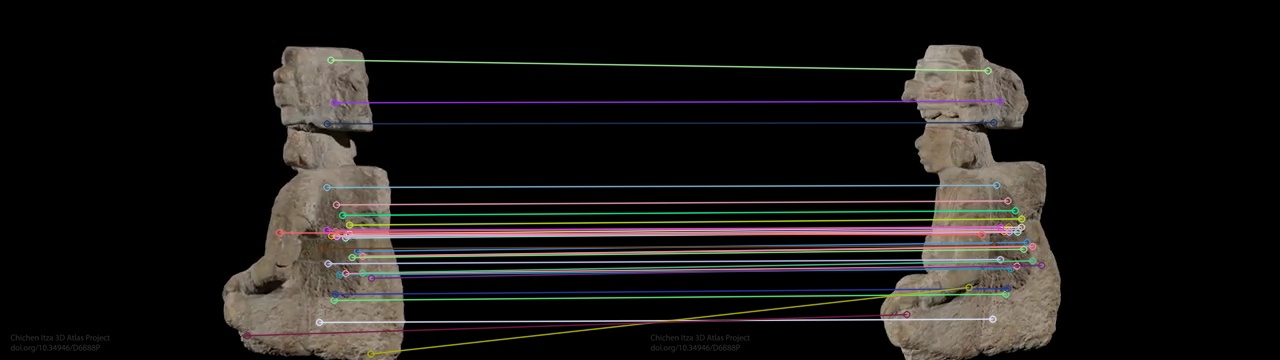 Chichen Itza 3D Atlas Project
doi.org/10.34946/D6B88P
Chichen Itza 3D Atlas Project
doi.org/10.34946/D6B88P